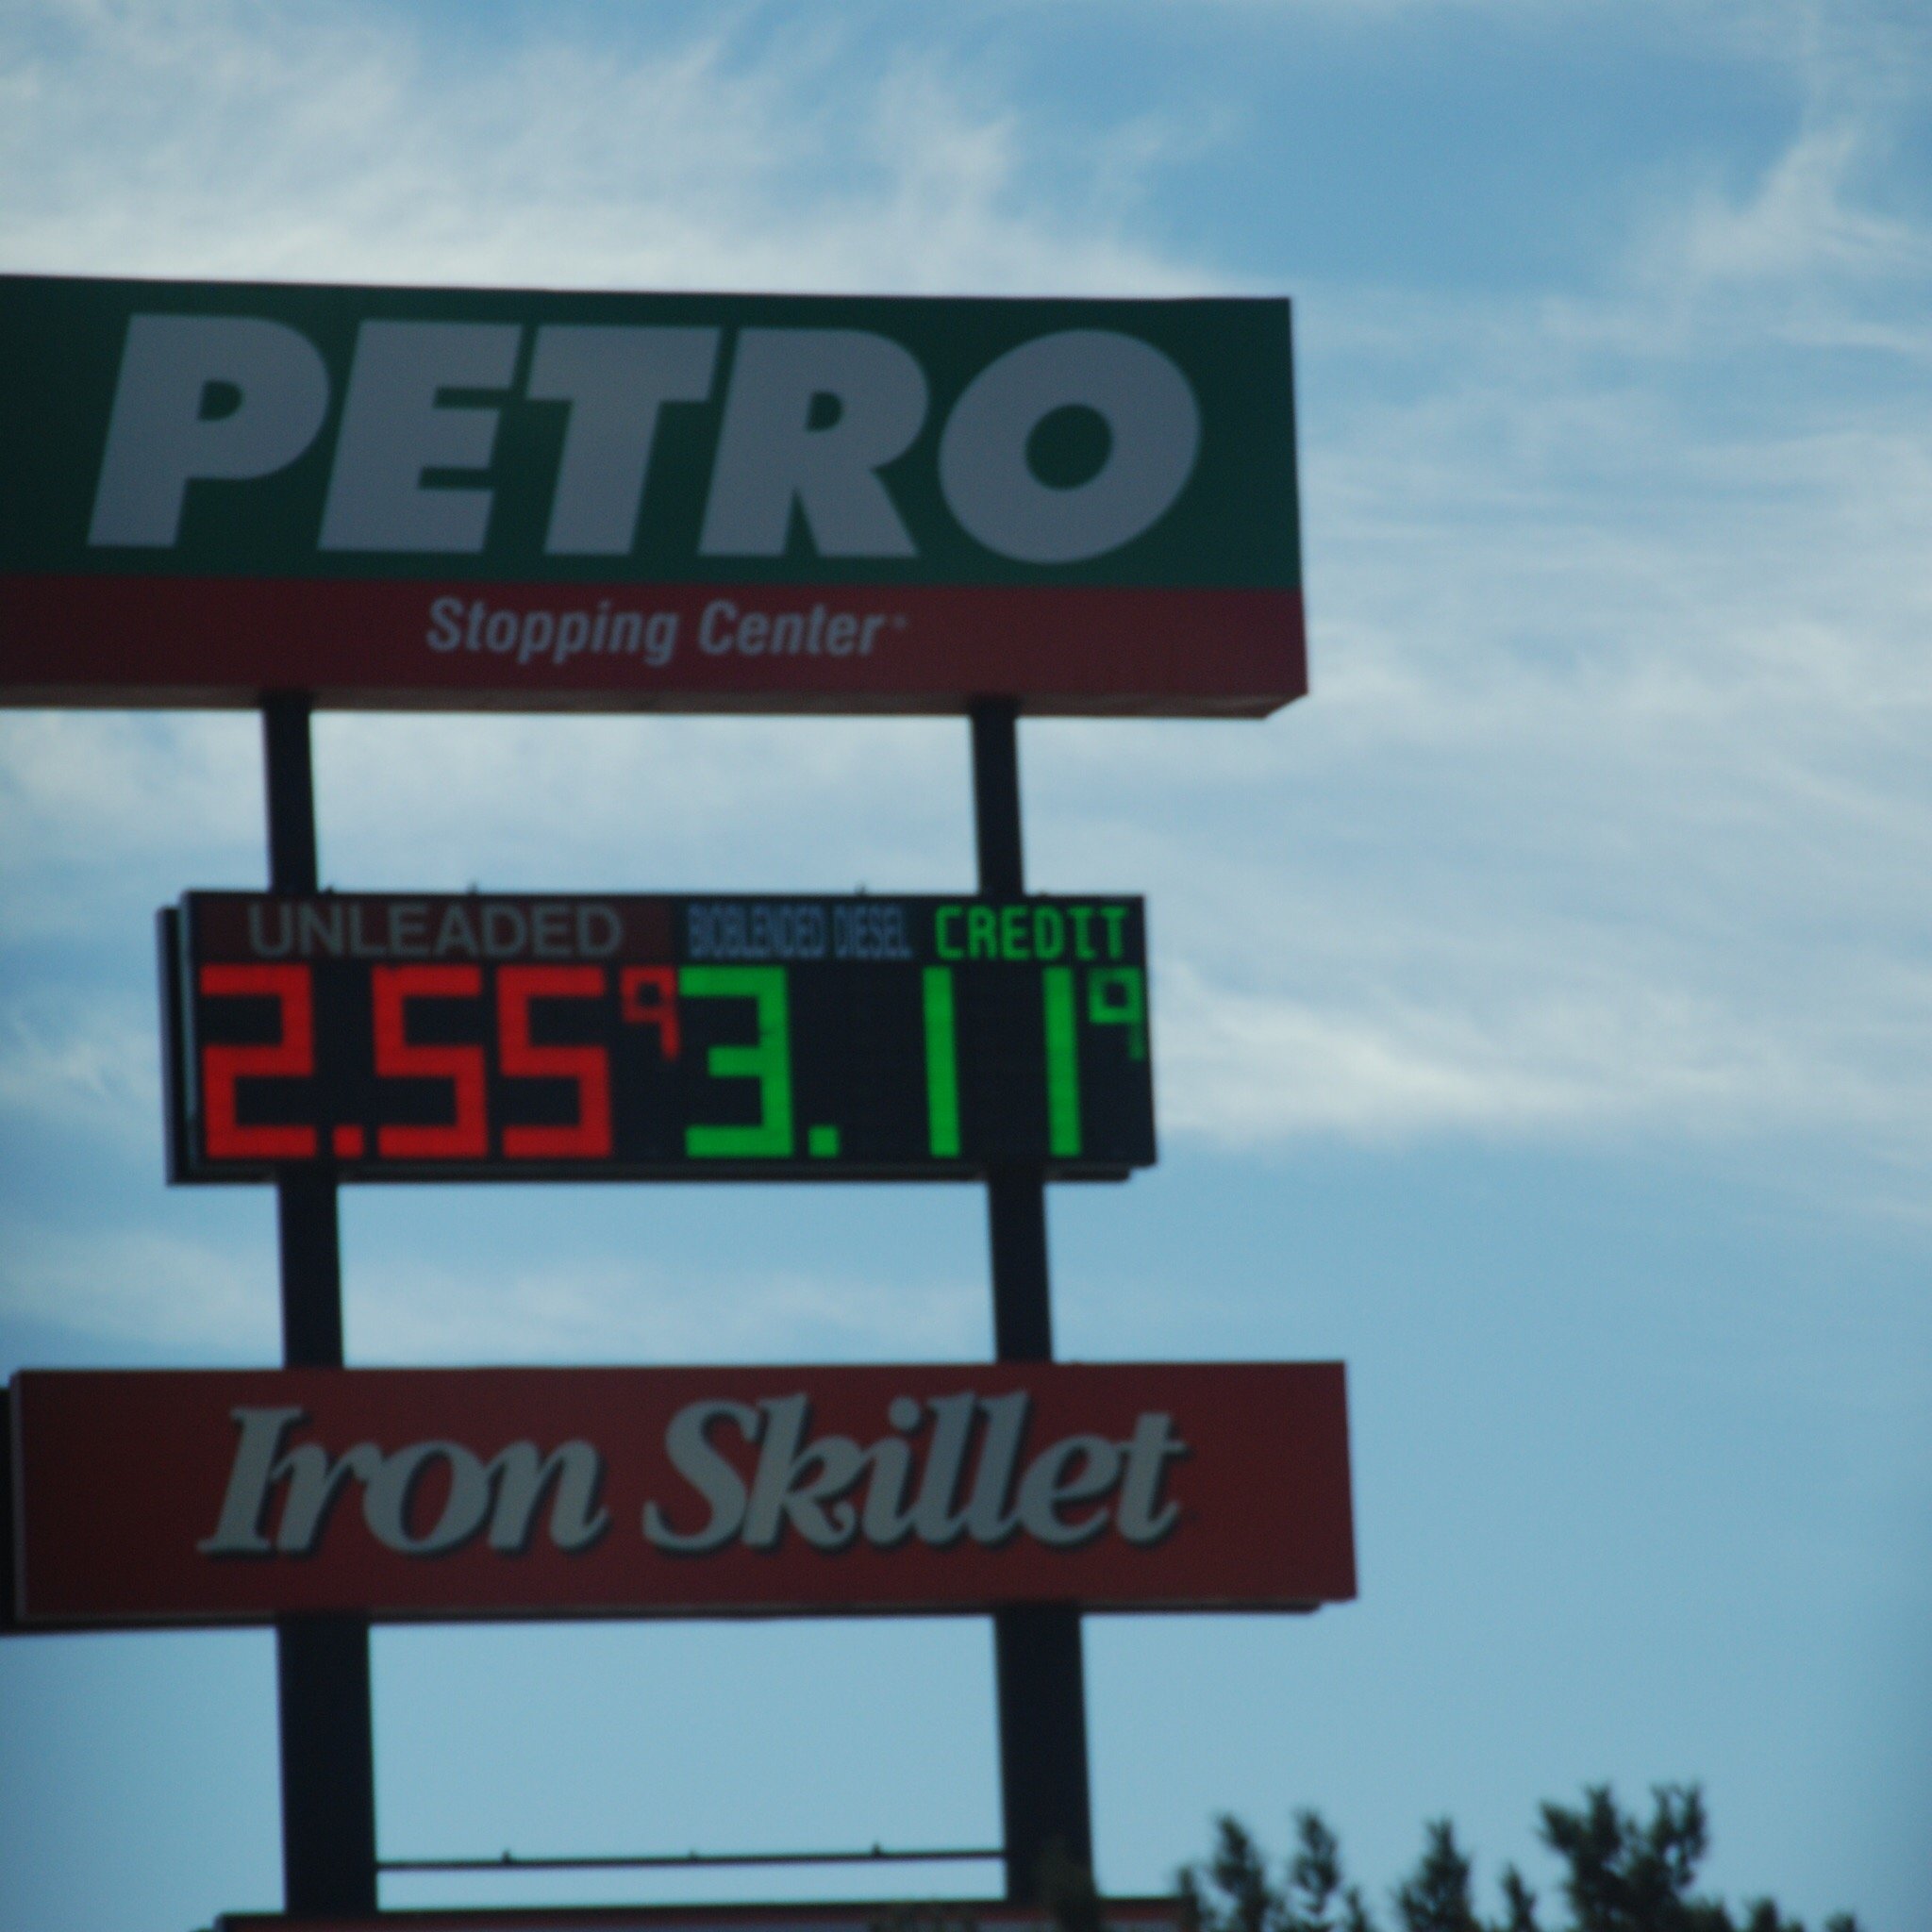 PETRO
Stopping Center
UNLEADED BIOBLENDED DIESEL CREDIT
2.559 3.119
Iron Skillet